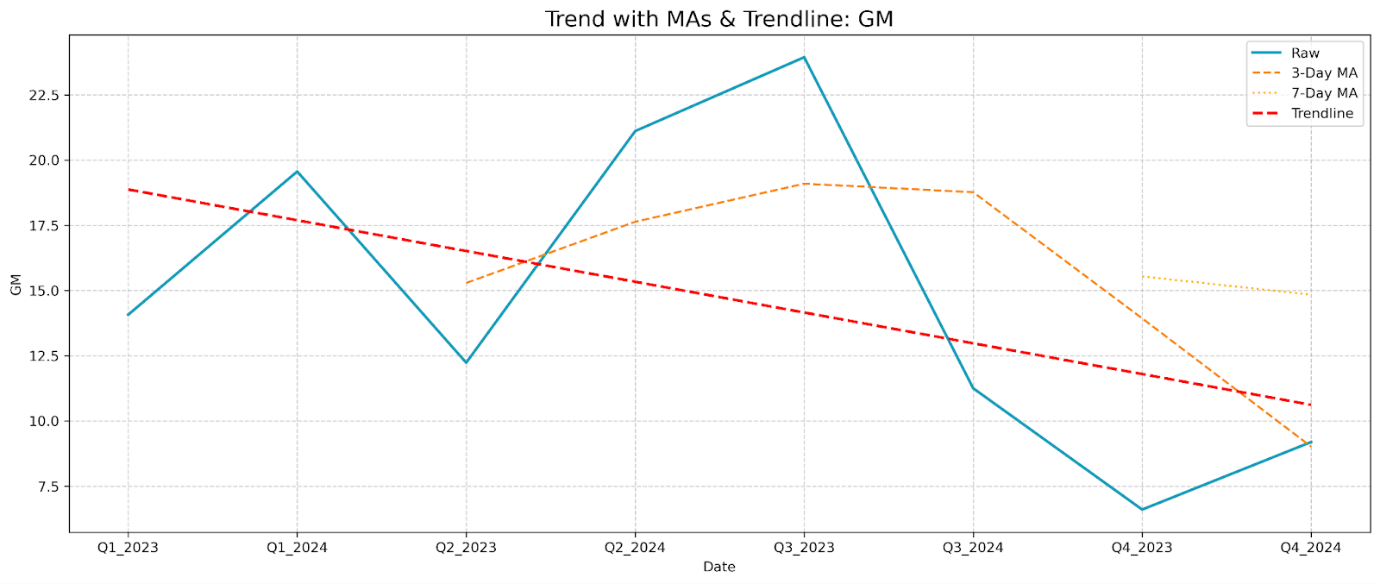 Trend with MAs & Trendline: GM
Raw
3-Day MA
7-Day MA
Trendline
22.5
20.0
17.5
15.0
12.5
10.0
7.5
GM
Q1_2023 Q1_2024 Q2_2023 Q2_2024 Q3_2023 Q3_2024 Q4_2023 Q4_2024
Date